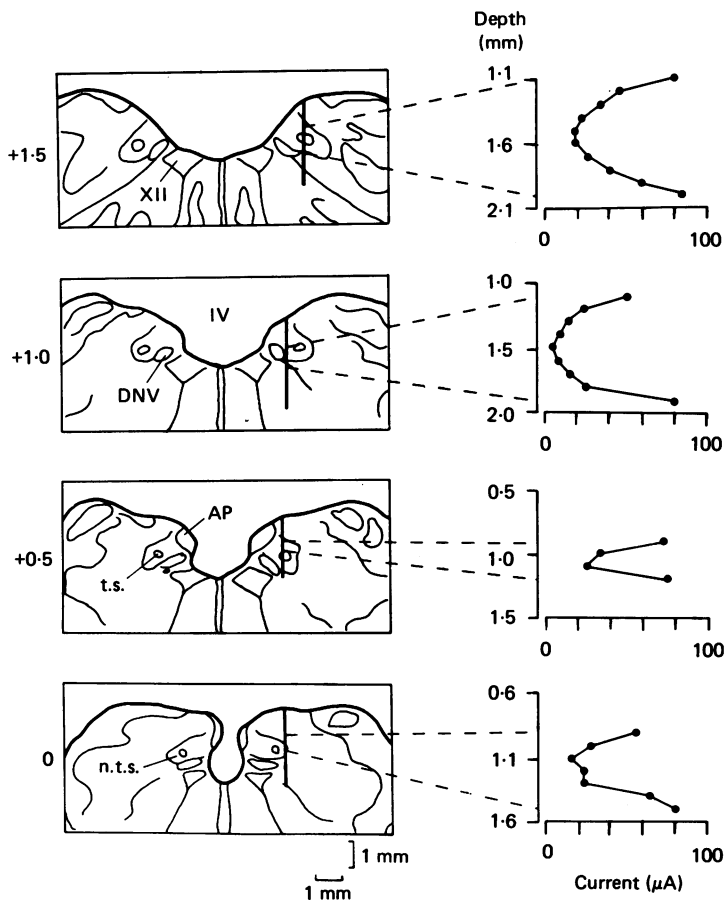 Depth
(mm)
+1·5
XII
1·1
1·6
2·1
0
100
+1·0
IV
DNV
1·0
1·5
2·0
0
100
+0·5
AP
t.s.
0·5
1·0
1·5
0
100
0
n.t.s.
0·6
1·1
1·6
0
100
1 mm
1 mm
Current (μA)